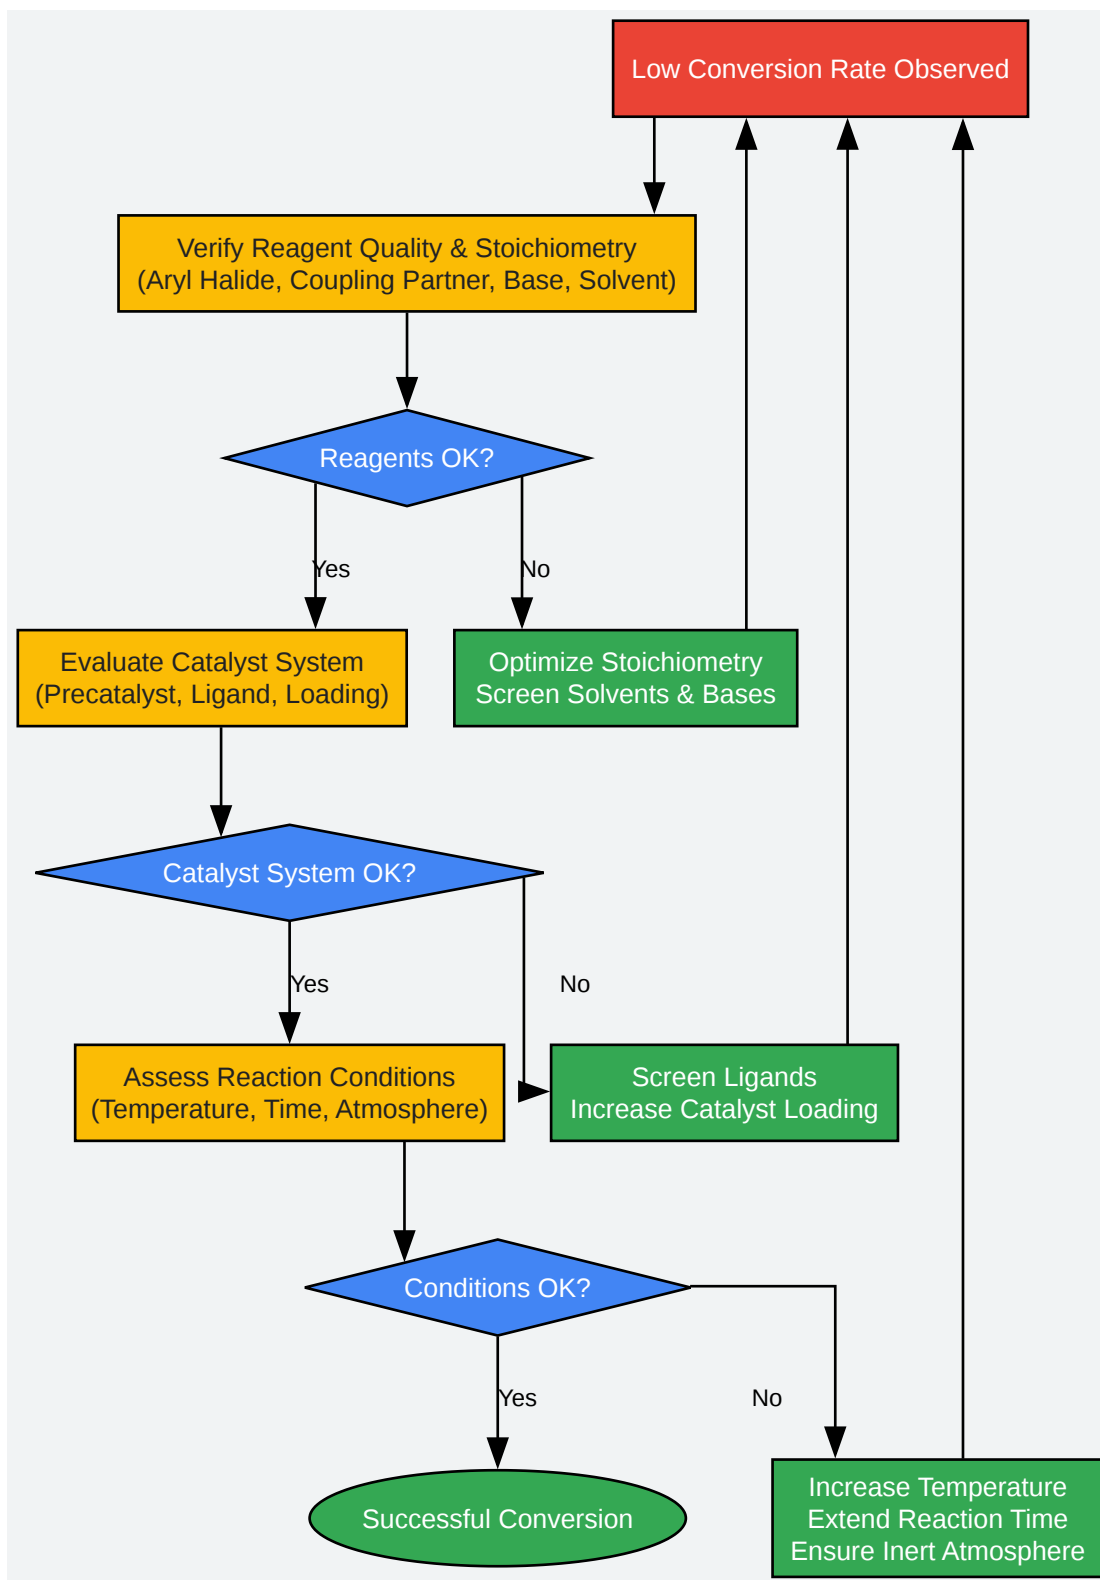 Low Conversion Rate Observed
Verify Reagent Quality & Stoichiometry
(Aryl Halide, Coupling Partner, Base, Solvent)
Reagents OK?
Yes
No
Evaluate Catalyst System
(Precatalyst, Ligand, Loading)
Optimize Stoichiometry
Screen Solvents & Bases
Catalyst System OK?
Yes
No
Assess Reaction Conditions
(Temperature, Time, Atmosphere)
Screen Ligands
Increase Catalyst Loading
Conditions OK?
Yes
No
Successful Conversion
Increase Temperature
Extend Reaction Time
Ensure Inert Atmosphere